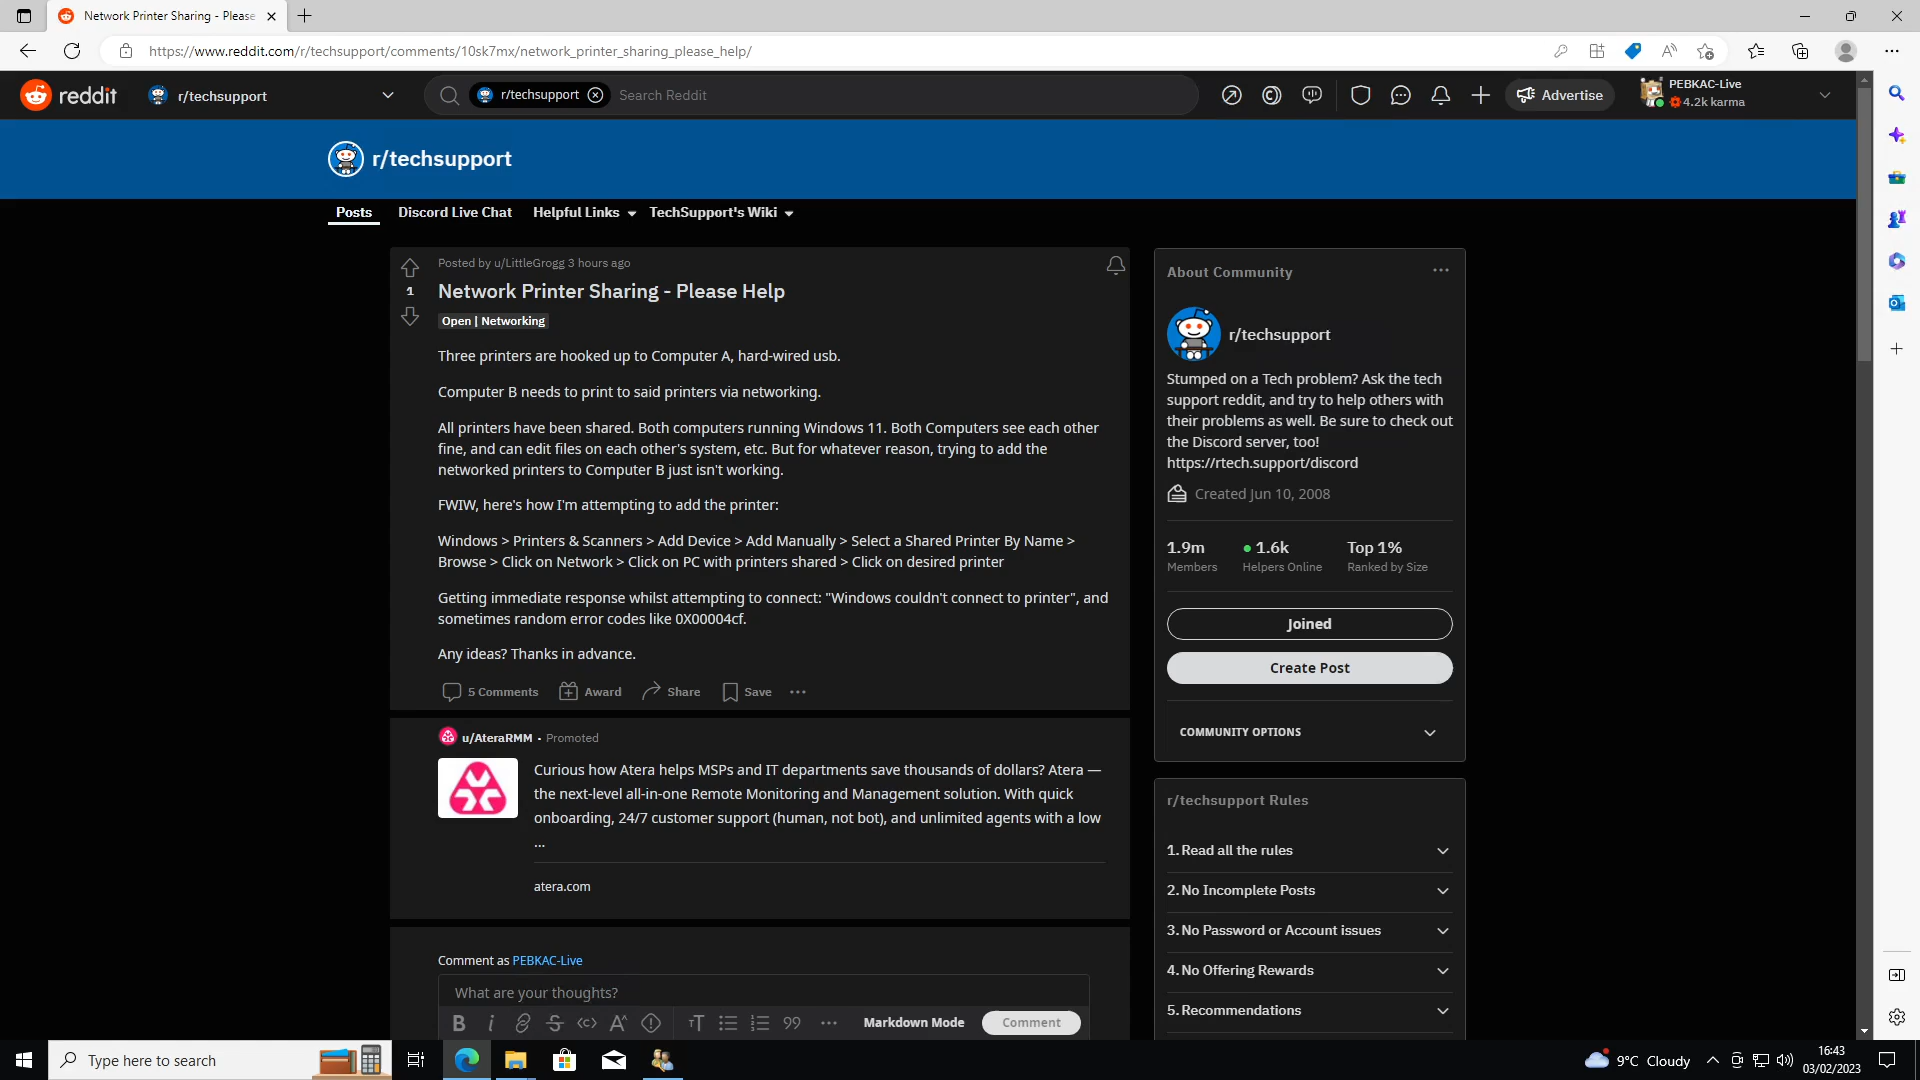 Network Printer Sharing - Please
https://www.reddit.com/r/techsupport/comments/10sk7mx/network_printer_sharing_please_help/
reddit
r/techsupport
r/techsupport
Search Reddit
Advertise
PEBKAC-Live
4.2k karma
r/techsupport
Posts
Discord Live Chat
Helpful Links
TechSupport's Wiki
1
Posted by u/LittleGrogg 3 hours ago
Network Printer Sharing - Please Help
Open | Networking
Three printers are hooked up to Computer A, hard-wired usb.
Computer B needs to print to said printers via networking.
All printers have been shared. Both computers running Windows 11. Both Computers see each other
fine, and can edit files on each other's system, etc. But for whatever reason, trying to add the
networked printers to Computer B just isn't working.
FWIW, here's how I'm attempting to add the printer:
Windows > Printers & Scanners > Add Device > Add Manually > Select a Shared Printer By Name >
Browse > Click on Network > Click on PC with printers shared > Click on desired printer
Getting immediate response whilst attempting to connect: "Windows couldn't connect to printer", and
sometimes random error codes like 0X00004cf.
Any ideas? Thanks in advance.
5 Comments
Award
Share
Save
u/AteraRMM • Promoted
Curious how Atera helps MSPs and IT departments save thousands of dollars? Atera —
the next-level all-in-one Remote Monitoring and Management solution. With quick
onboarding, 24/7 customer support (human, not bot), and unlimited agents with a low
...
atera.com
Comment as PEBKAC-Live
What are your thoughts?
Markdown Mode
Comment
About Community
r/techsupport
Stumped on a Tech problem? Ask the tech
support reddit, and try to help others with
their problems as well. Be sure to check out
the Discord server, too!
https://rtech.support/discord
Created Jun 10, 2008
1.9m
Members
1.6k
Helpers Online
Top 1%
Ranked by Size
Joined
Create Post
COMMUNITY OPTIONS
r/techsupport Rules
1. Read all the rules
2. No Incomplete Posts
3. No Password or Account issues
4. No Offering Rewards
5. Recommendations
Type here to search
9°C Cloudy
16:43
03/02/2023